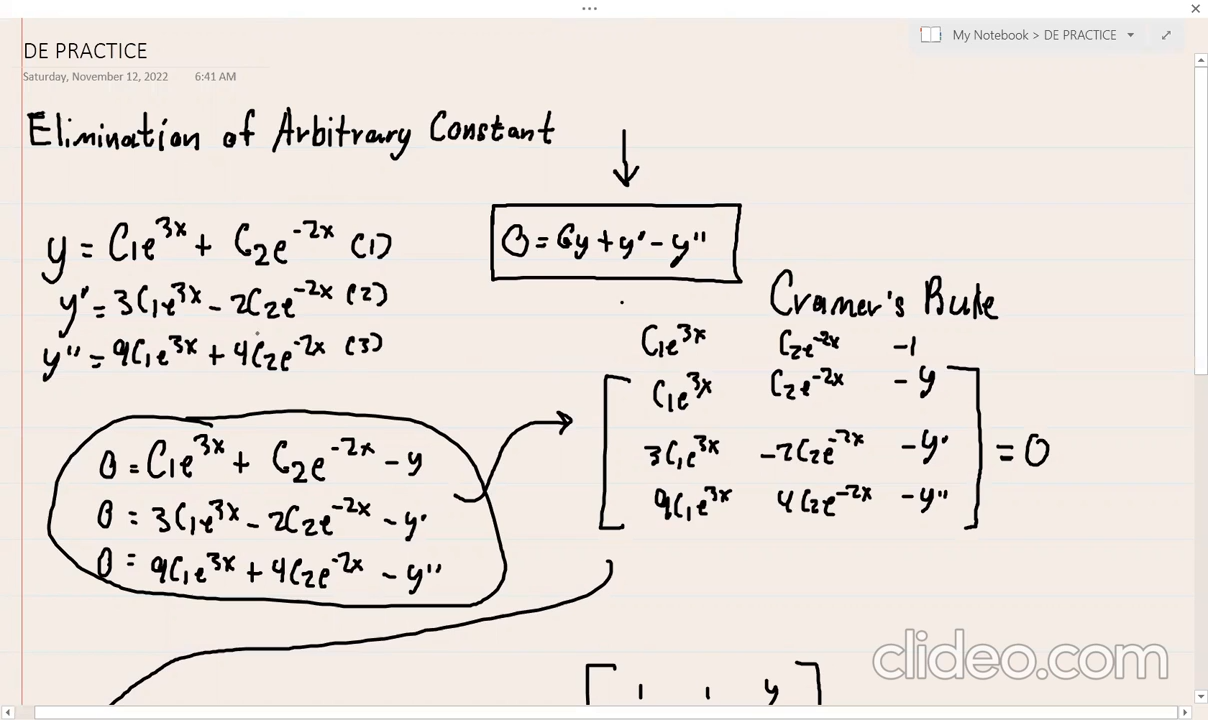 My Notebook > DE PRACTICE
DE PRACTICE
Saturday, November 12, 2022 6:41 AM
Elimination of Arbitrary Constant
y = C₁e^3x + C₂e^-2x (1)
y' = 3C₁e^3x - 2C₂e^-2x (2)
y'' = 9C₁e^3x + 4C₂e^-2x (3)
0 = 6y + y' - y''
0 = C₁e^3x + C₂e^-2x - y
0 = 3C₁e^3x - 2C₂e^-2x - y'
0 = 9C₁e^3x + 4C₂e^-2x - y''
Cramer's Rule
C₁e^3x C₂e^-2x -1
C₁e^3x C₂e^-2x -y
3C₁e^3x -2C₂e^-2x -y' = 0
9C₁e^3x 4C₂e^-2x -y''
1 1 y
clideo.com